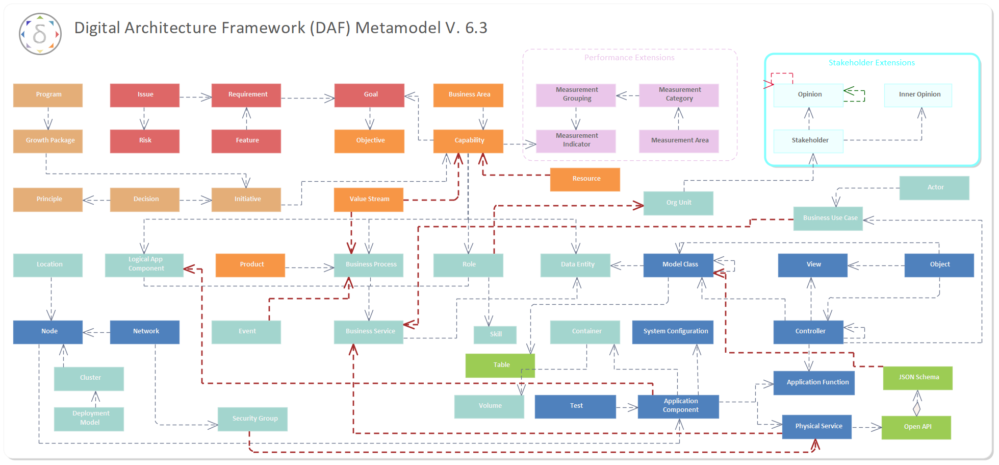 δ
Digital Architecture Framework (DAF) Metamodel V. 6.3
Performance Extensions
Stakeholder Extensions
Program
Issue
Requirement
Goal
Business Area
Measurement
Grouping
Measurement
Category
Opinion
Inner Opinion
Growth Package
Risk
Feature
Objective
Capability
Measurement
Indicator
Measurement Area
Stakeholder
Resource
Actor
Principle
Decision
Initiative
Value Stream
Org Unit
Business Use Case
Location
Logical App
Component
Product
Business Process
Role
Data Entity
Model Class
View
Object
Node
Network
Event
Business Service
Skill
Container
System Configuration
Controller
Table
Cluster
Application Function
JSON Schema
Deployment
Model
Security Group
Volume
Test
Application
Component
Physical Service
Open API